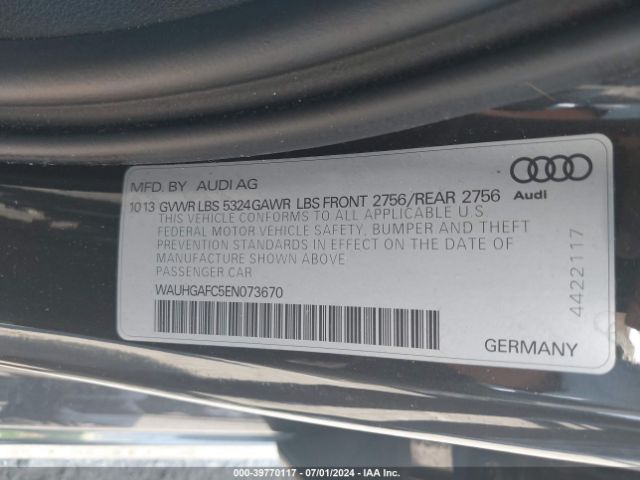 MFD. BY AUDI AG
Audi
10 13 GVWR LBS 5324GAWR LBS FRONT 2756/REAR 2756
THIS VEHICLE CONFORMS TO ALL APPLICABLE U.S
FEDERAL MOTOR VEHICLE SAFETY, BUMPER AND THEFT
PREVENTION STANDARDS IN EFFECT ON THE DATE OF
MANUFACTURE SHOWN ABOVE
PASSENGER CAR
WAUHGAFC5EN073670
4422117
GERMANY
000-39770117 - 07/01/2024 - IAA Inc.